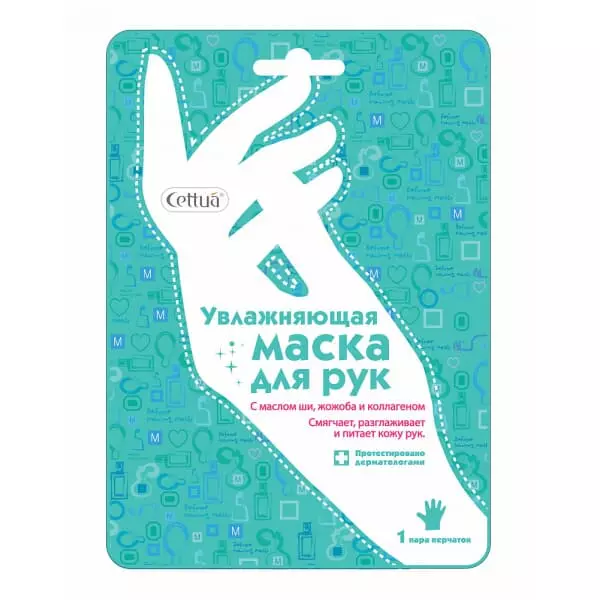 Cettua®
Увлажняющая
маска
для рук
С маслом ши, жожоба и коллагеном
Смягчает, разглаживает
и питает кожу рук.
Протестировано
дерматологами
1 пара перчаток